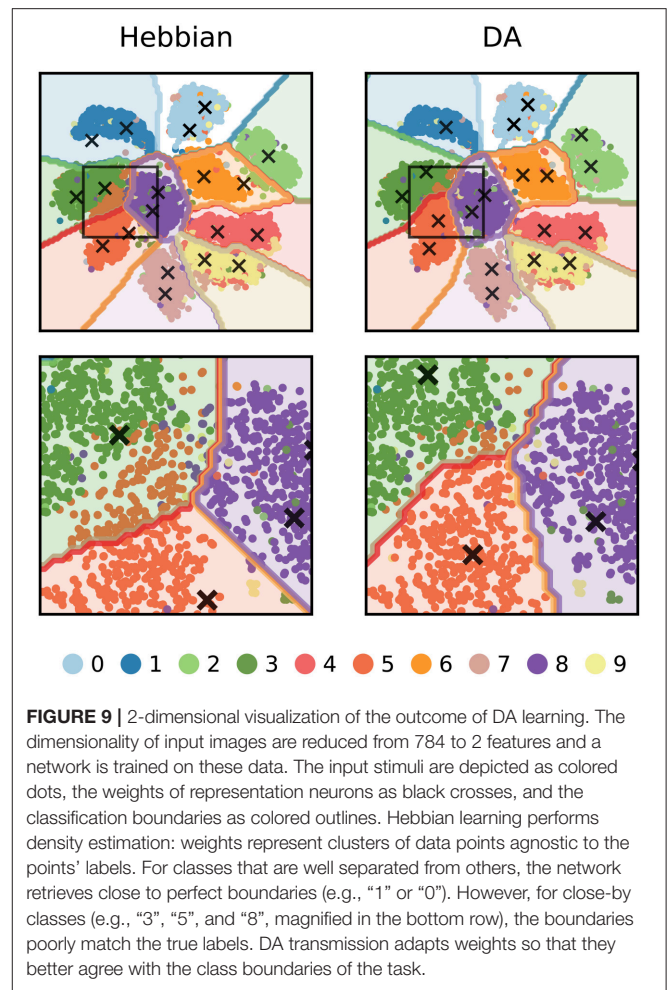 Hebbian DA
0 1 2 3 4 5 6 7 8 9
FIGURE 9 | 2-dimensional visualization of the outcome of DA learning. The
dimensionality of input images are reduced from 784 to 2 features and a
network is trained on these data. The input stimuli are depicted as colored
dots, the weights of representation neurons as black crosses, and the
classification boundaries as colored outlines. Hebbian learning performs
density estimation: weights represent clusters of data points agnostic to the
points' labels. For classes that are well separated from others, the network
retrieves close to perfect boundaries (e.g., “1” or “0”). However, for close-by
classes (e.g., “3”, “5”, and “8”, magnified in the bottom row), the boundaries
poorly match the true labels. DA transmission adapts weights so that they
better agree with the class boundaries of the task.